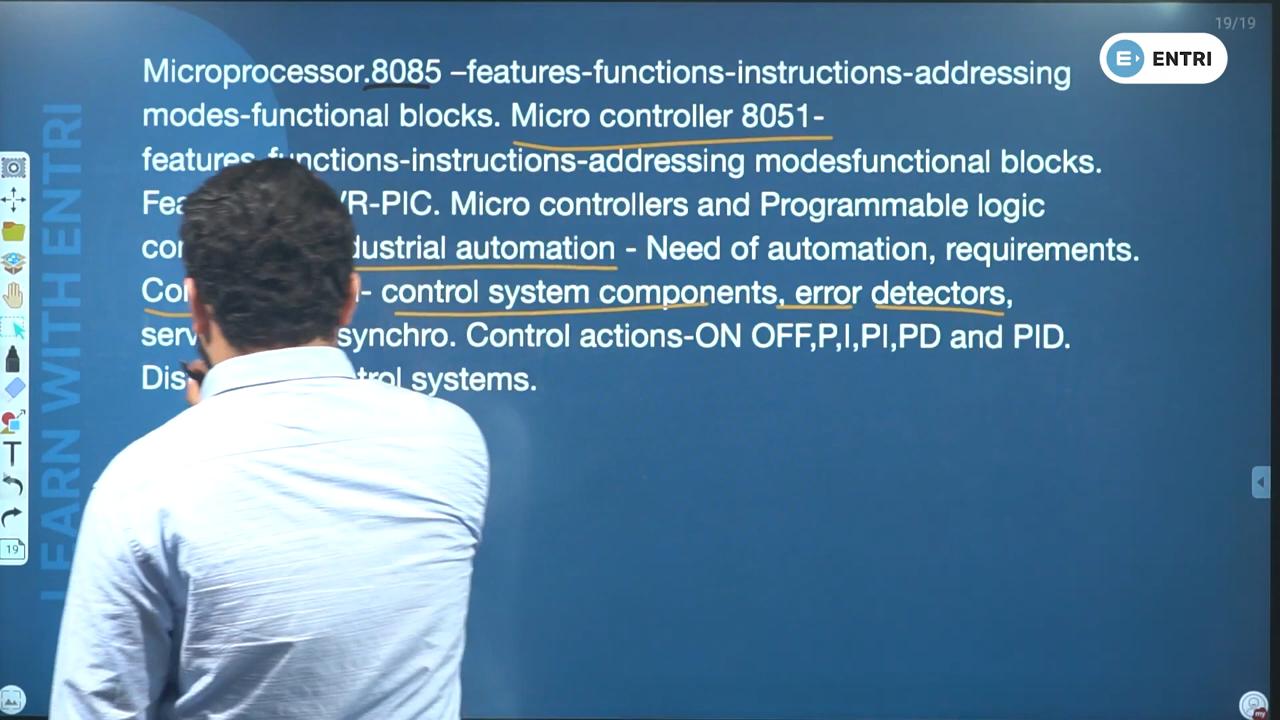 19/19
ENTRI
Microprocessor.8085 –features-functions-instructions-addressing
modes-functional blocks. Micro controller 8051-
features-functions-instructions-addressing modesfunctional blocks.
VR-PIC. Micro controllers and Programmable logic
dustrial automation - Need of automation, requirements.
- control system components, error detectors,
synchro. Control actions-ON OFF,P,I,PI,PD and PID.
trol systems.
LEARN WITH ENTRI
T
19